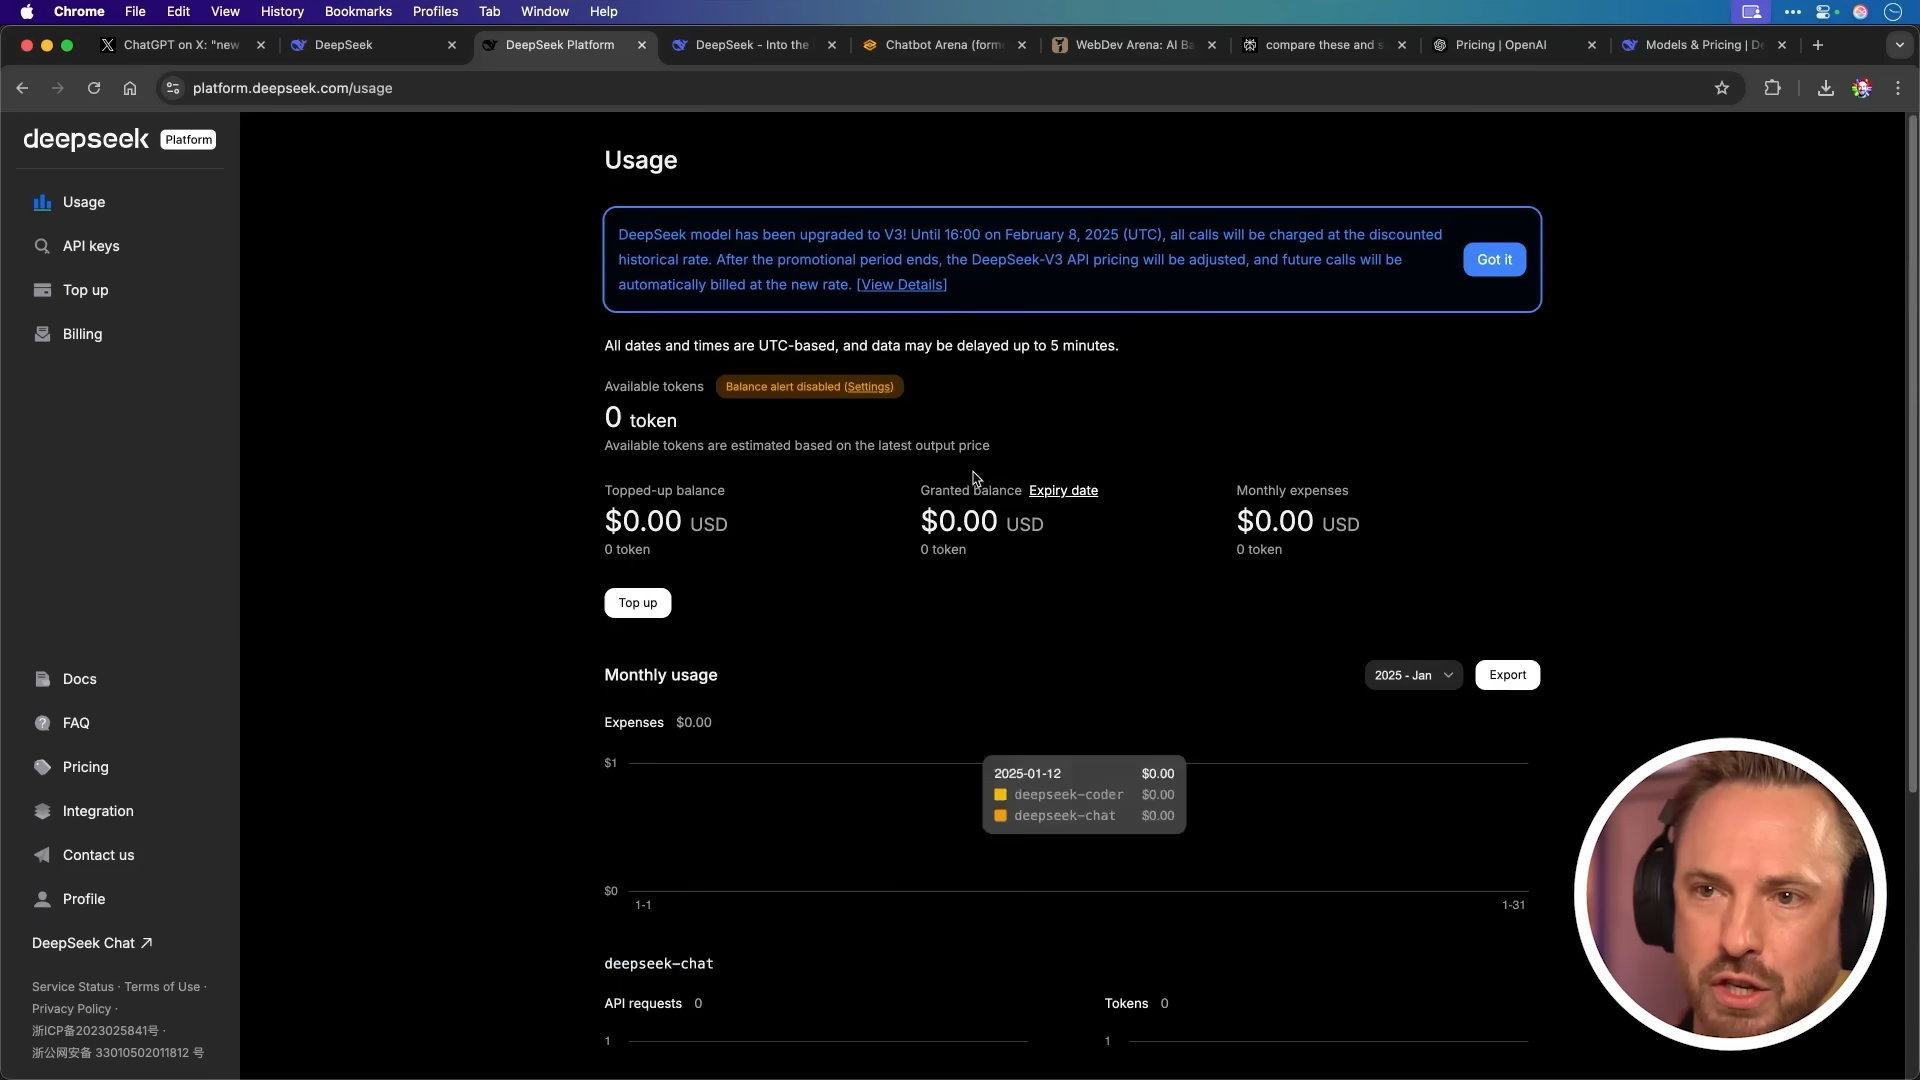 Chrome File Edit View History Bookmarks Profiles Tab Window Help
ChatGPT on X: "new
DeepSeek
DeepSeek Platform
DeepSeek - Into the
Chatbot Arena (form
WebDev Arena: AI Ba
compare these and s
Pricing | OpenAI
Models & Pricing | De
platform.deepseek.com/usage
deepseek Platform
Usage
API keys
Top up
Billing
Docs
FAQ
Pricing
Integration
Contact us
Profile
DeepSeek Chat
Service Status · Terms of Use ·
Privacy Policy ·
浙ICP备2023025841号 ·
浙公网安备 33010502011812 号
Usage
DeepSeek model has been upgraded to V3! Until 16:00 on February 8, 2025 (UTC), all calls will be charged at the discounted
historical rate. After the promotional period ends, the DeepSeek-V3 API pricing will be adjusted, and future calls will be
automatically billed at the new rate. [View Details]
Got it
All dates and times are UTC-based, and data may be delayed up to 5 minutes.
Available tokens Balance alert disabled (Settings)
0 token
Available tokens are estimated based on the latest output price
Topped-up balance Granted balance Expiry date Monthly expenses
$0.00 USD $0.00 USD $0.00 USD
0 token 0 token 0 token
Top up
Monthly usage 2025 - Jan Export
Expenses $0.00
$1
2025-01-12 $0.00
deepseek-coder $0.00
deepseek-chat $0.00
$0
1-1 1-31
deepseek-chat
API requests 0 Tokens 0
1 1